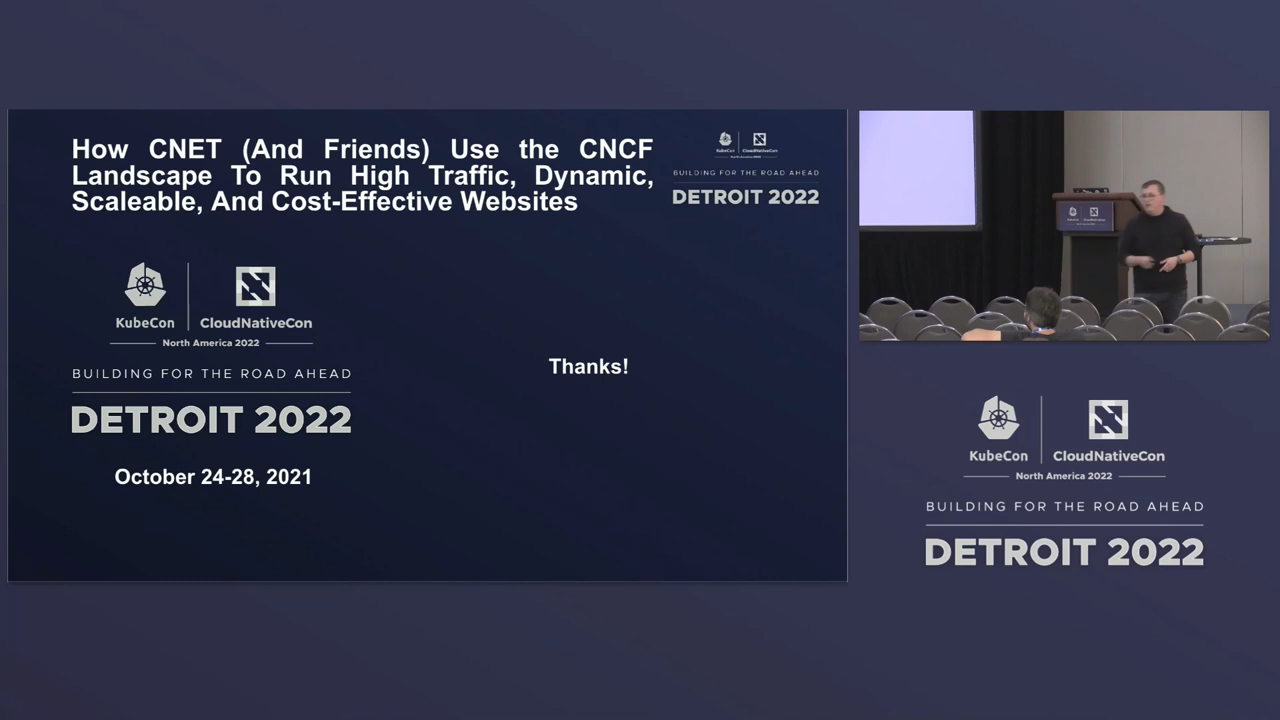 How CNET (And Friends) Use the CNCF
Landscape To Run High Traffic, Dynamic,
Scaleable, And Cost-Effective Websites
KubeCon
CloudNativeCon
BUILDING FOR THE ROAD AHEAD
DETROIT 2022
KubeCon
CloudNativeCon
North America 2022
BUILDING FOR THE ROAD AHEAD
DETROIT 2022
October 24-28, 2021
Thanks!
KubeCon
CloudNativeCon
North America 2022
BUILDING FOR THE ROAD AHEAD
DETROIT 2022